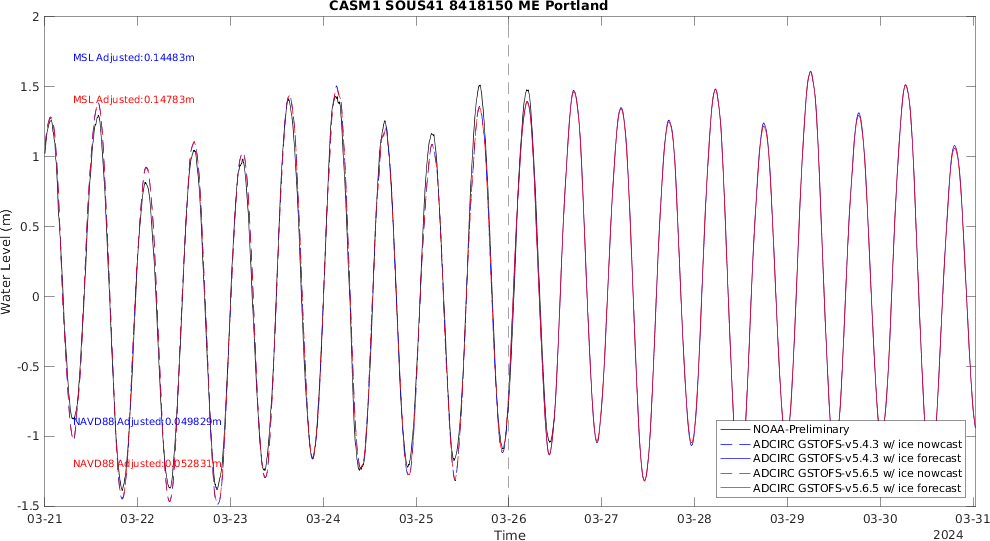 CASM1 SOUS41 8418150 ME Portland
2
1.5
1
0.5
0
-0.5
-1
-1.5
Water Level (m)
MSL Adjusted:0.14483m
MSL Adjusted:0.14783m
NAVD88 Adjusted:0.049829m
NAVD88 Adjusted:0.052831m
NOAA-Preliminary
ADCIRC GSTOFS-v5.4.3 w/ ice nowcast
ADCIRC GSTOFS-v5.4.3 w/ ice forecast
ADCIRC GSTOFS-v5.6.5 w/ ice nowcast
ADCIRC GSTOFS-v5.6.5 w/ ice forecast
03-21 03-22 03-23 03-24 03-25 03-26 03-27 03-28 03-29 03-30 03-31
Time
2024